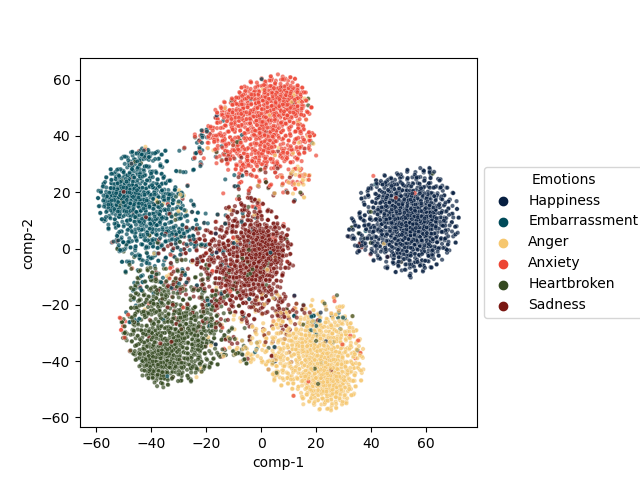 60
40
20
0
−20
−40
−60
comp-2
−60
−40
−20
0
20
40
60
comp-1
Emotions
Happiness
Embarrassment
Anger
Anxiety
Heartbroken
Sadness